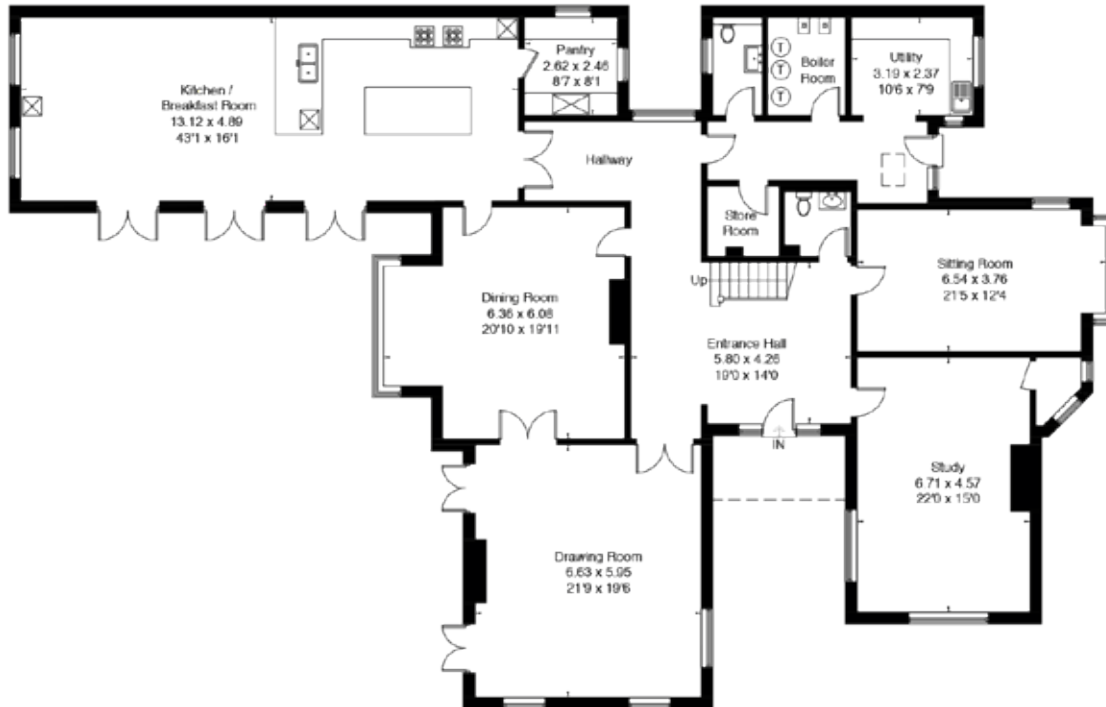 Kitchen /
Breakfast Room
13.12 x 4.89
43'1 x 16'1
Pantry
2.62 x 2.46
8'7 x 8'1
T
T
T
Boiler
Room
Utility
3.19 x 2.37
10'6 x 7'9
Hallway
Store
Room
Up
Sitting Room
6.54 x 3.76
21'5 x 12'4
Dining Room
6.36 x 6.08
20'10 x 19'11
Entrance Hall
5.80 x 4.26
19'0 x 14'0
IN
Study
6.71 x 4.57
22'0 x 15'0
Drawing Room
6.63 x 5.95
21'9 x 19'6